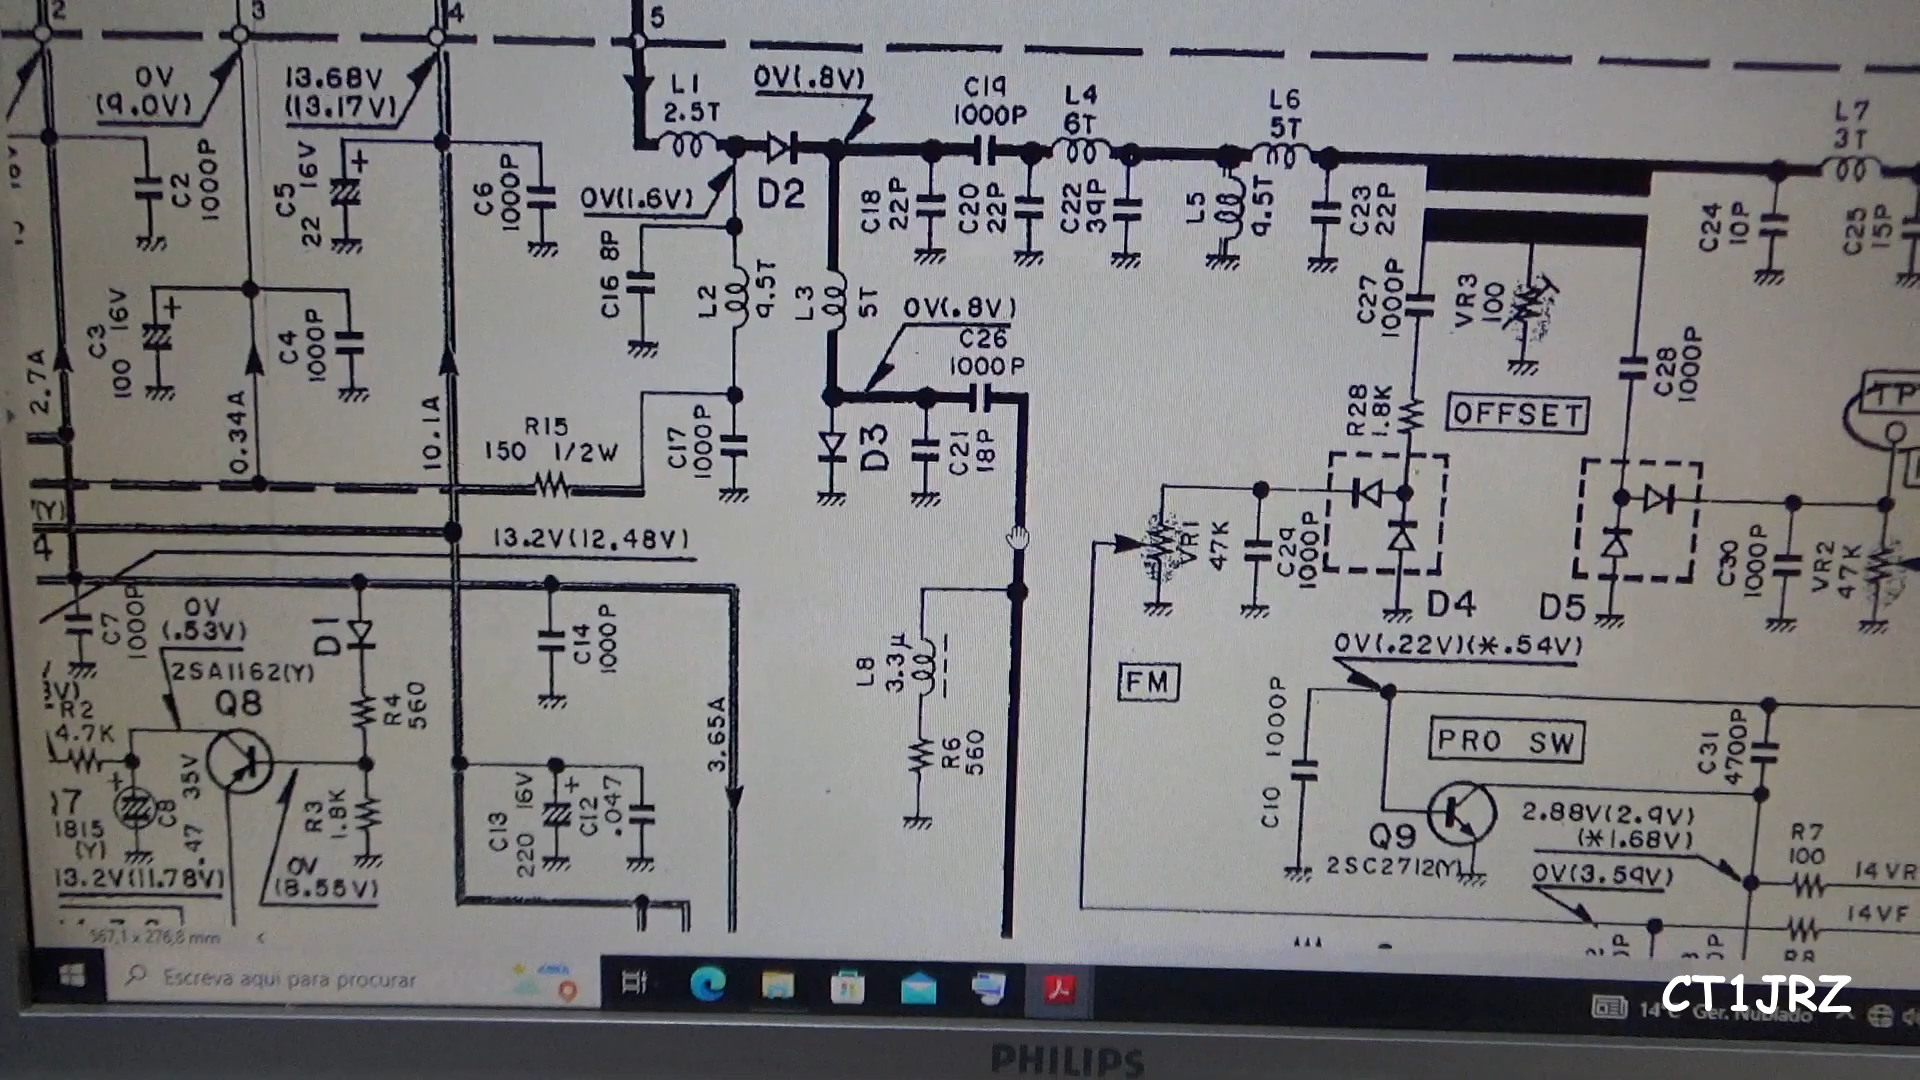 2
3
4
5
0V
(9.0V)
13.68V
(13.17V)
L1
2.5T
0V(.8V)
C19
1000P
L4
6T
L6
5T
L7
3T
C2
1000P
C5
22 16V
+
C6
1000P
0V(1.6V)
D2
C18
22P
C20
22P
C22
39P
L5
9.5T
C23
22P
C24
10P
C25
15P
C3
100 16V
+
C4
1000P
C16 8P
L2
9.5T
L3
5T
0V(.8V)
C26
1000P
C27
1000P
VR3
100
C28
1000P
2.7A
0.34A
10.1A
R15
150 1/2W
C17
1000P
D3
C21
18P
R28
1.8K
OFFSET
TP
13.2V(12.48V)
VR1
47K
C29
1000P
D4
D5
C30
1000P
VR2
47K
C7
1000P
0V
(.53V)
2SA1162(Y)
Q8
D1
R4
560
C14
1000P
3.65A
L8
3.3μ
R6
560
FM
0V(.22V)(*.54V)
PRO SW
C10 1000P
C31
4700P
R2
4.7K
+
C8
.47 35V
1815
(Y)
13.2V(11.78V)
R3
1.8K
0V
(8.55V)
C13
220 16V
+
C12
.047
Q9
2SC2712(Y)
2.88V(2.9V)
(*1.68V)
0V(3.59V)
R7
100
14VR
14VF
R8
567,1 x 276,8 mm
Escreva aqui para procurar
14°C Ger. Nublado
CT1JRZ
PHILIPS